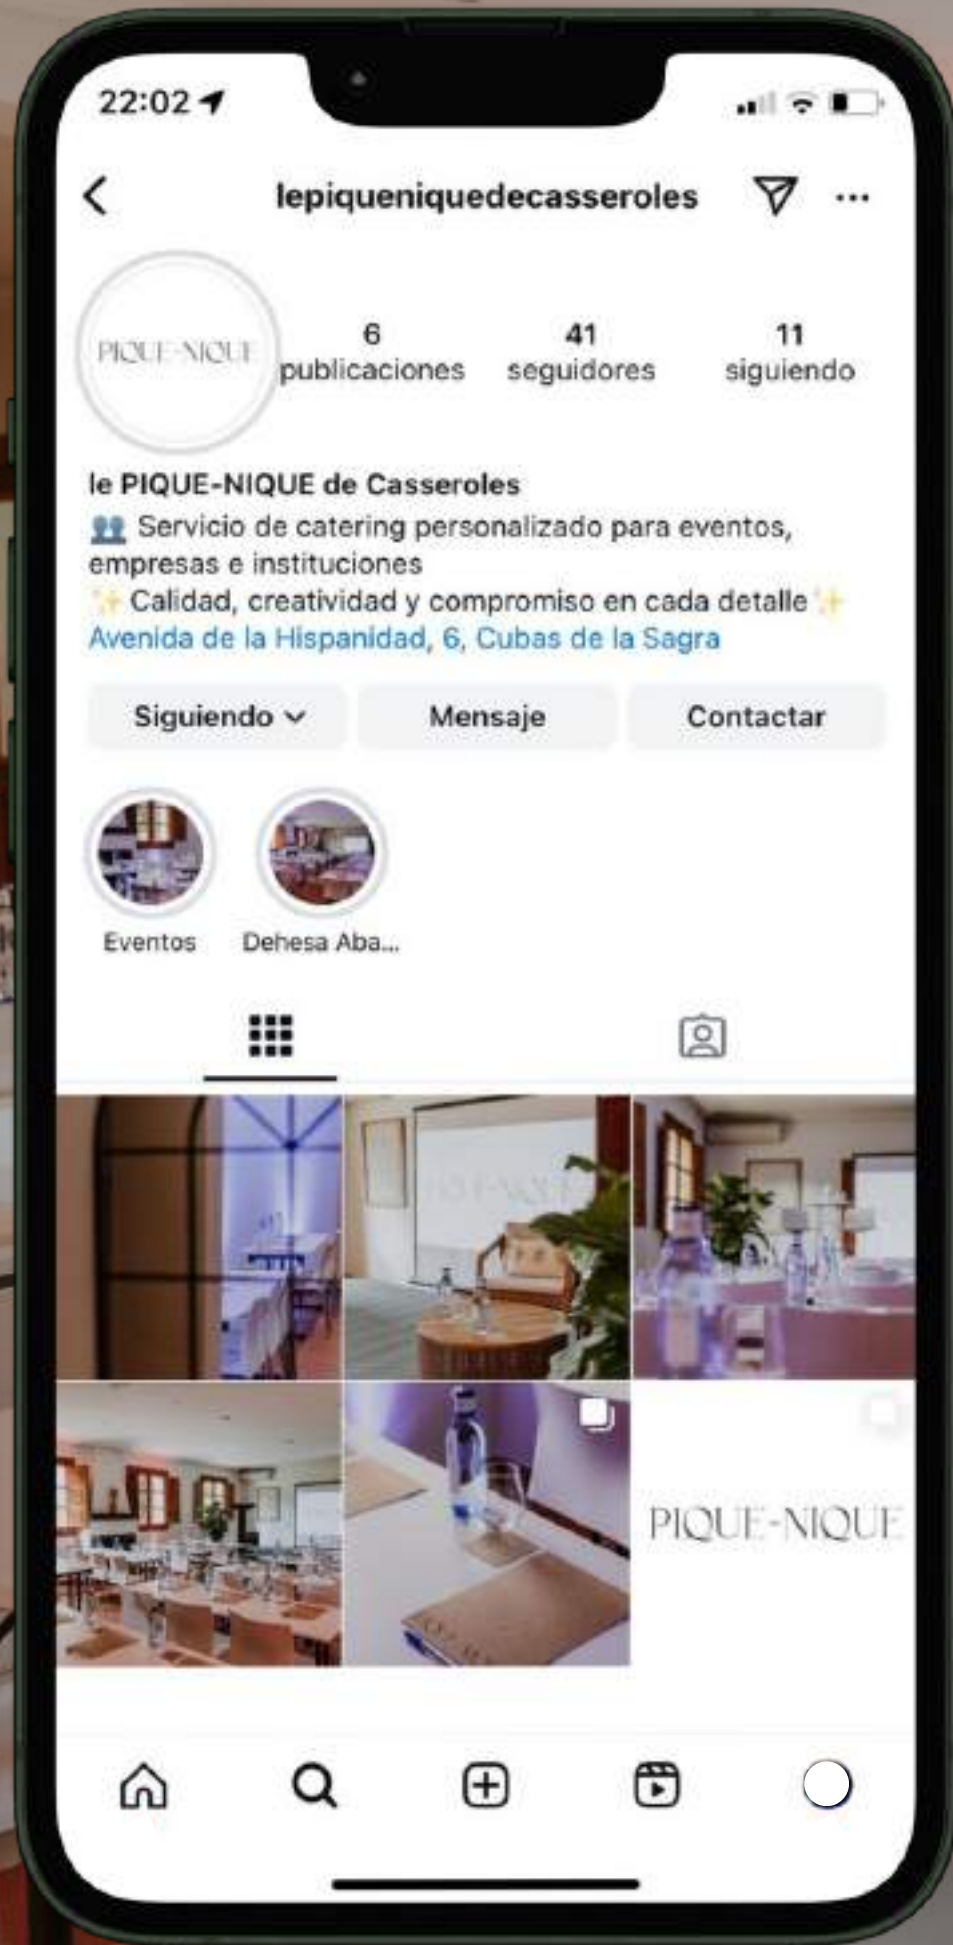 22:02
lepiqueniquedecasseroles
PIQUE-NIQUE
6
publicaciones
41
seguidores
11
siguiendo
le PIQUE-NIQUE de Casseroles
👥 Servicio de catering personalizado para eventos,
empresas e instituciones
✨ Calidad, creatividad y compromiso en cada detalle ✨
Avenida de la Hispanidad, 6, Cubas de la Sagra
Siguiendo
Mensaje
Contactar
Eventos
Dehesa Aba...
PIQUE-NIQUE